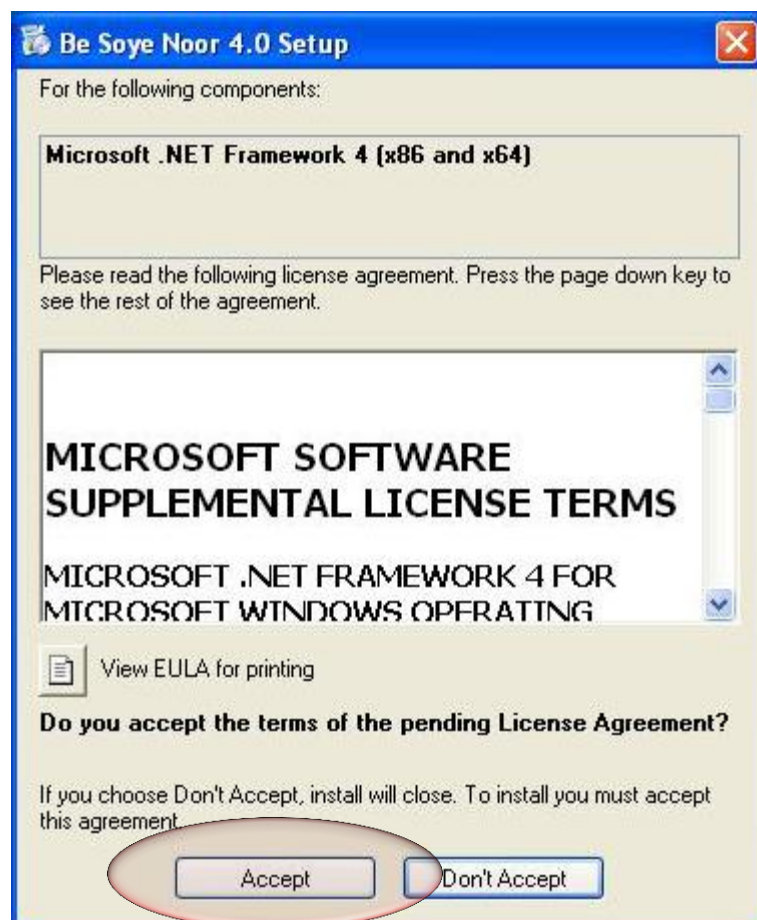 Be Soye Noor 4.0 Setup
For the following components:
Microsoft .NET Framework 4 (x86 and x64)
Please read the following license agreement. Press the page down key to
see the rest of the agreement.
MICROSOFT SOFTWARE
SUPPLEMENTAL LICENSE TERMS
MICROSOFT .NET FRAMEWORK 4 FOR
MICROSOFT WINDOWS OPERATING
View EULA for printing
Do you accept the terms of the pending License Agreement?
If you choose Don't Accept, install will close. To install you must accept
this agreement.
Accept
Don't Accept